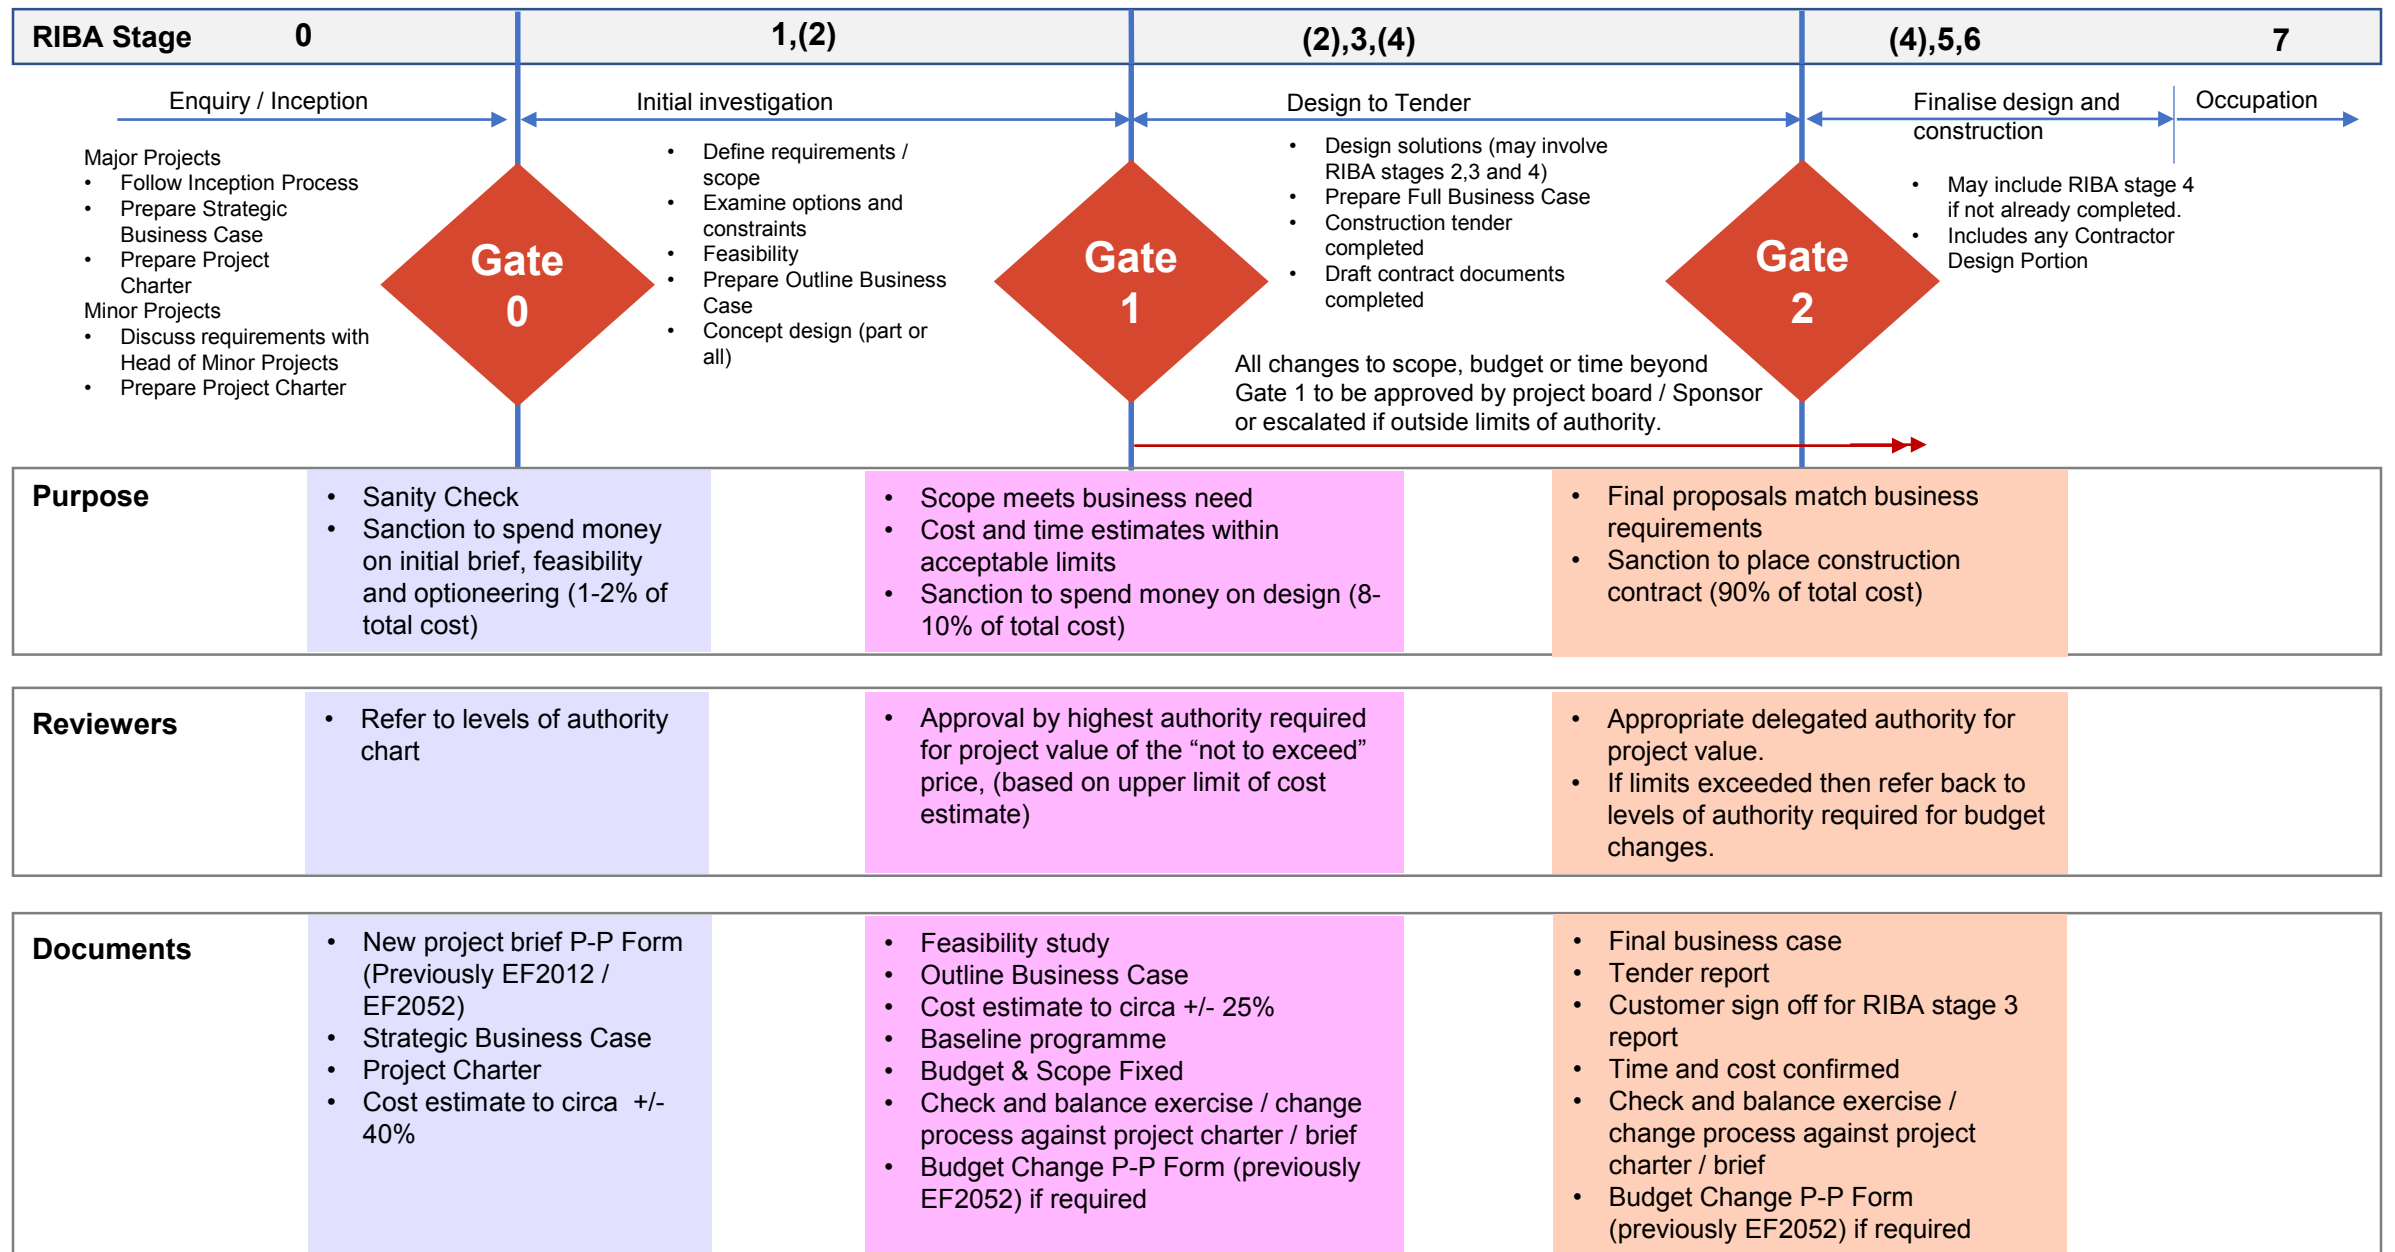 RIBA Stage 0 1,(2) (2),3,(4) (4),5,6 7
Enquiry / Inception
Major Projects
• Follow Inception Process
• Prepare Strategic
Business Case
• Prepare Project
Charter
Minor Projects
• Discuss requirements with
Head of Minor Projects
• Prepare Project Charter
Gate
0
Initial investigation
• Define requirements /
scope
• Examine options and
constraints
• Feasibility
• Prepare Outline Business
Case
• Concept design (part or
all)
Gate
1
Design to Tender
• Design solutions (may involve
RIBA stages 2,3 and 4)
• Prepare Full Business Case
• Construction tender
completed
• Draft contract documents
completed
All changes to scope, budget or time beyond
Gate 1 to be approved by project board / Sponsor
or escalated if outside limits of authority.
Gate
2
Finalise design and
construction
• May include RIBA stage 4
if not already completed.
• Includes any Contractor
Design Portion
Occupation
Purpose
• Sanity Check
• Sanction to spend money
on initial brief, feasibility
and optioneering (1-2% of
total cost)
• Scope meets business need
• Cost and time estimates within
acceptable limits
• Sanction to spend money on design (8-
10% of total cost)
• Final proposals match business
requirements
• Sanction to place construction
contract (90% of total cost)
Reviewers
• Refer to levels of authority
chart
• Approval by highest authority required
for project value of the “not to exceed”
price, (based on upper limit of cost
estimate)
• Appropriate delegated authority for
project value.
• If limits exceeded then refer back to
levels of authority required for budget
changes.
Documents
• New project brief P-P Form
(Previously EF2012 /
EF2052)
• Strategic Business Case
• Project Charter
• Cost estimate to circa +/-
40%
• Feasibility study
• Outline Business Case
• Cost estimate to circa +/- 25%
• Baseline programme
• Budget & Scope Fixed
• Check and balance exercise / change
process against project charter / brief
• Budget Change P-P Form (previously
EF2052) if required
• Final business case
• Tender report
• Customer sign off for RIBA stage 3
report
• Time and cost confirmed
• Check and balance exercise /
change process against project
charter / brief
• Budget Change P-P Form
(previously EF2052) if required